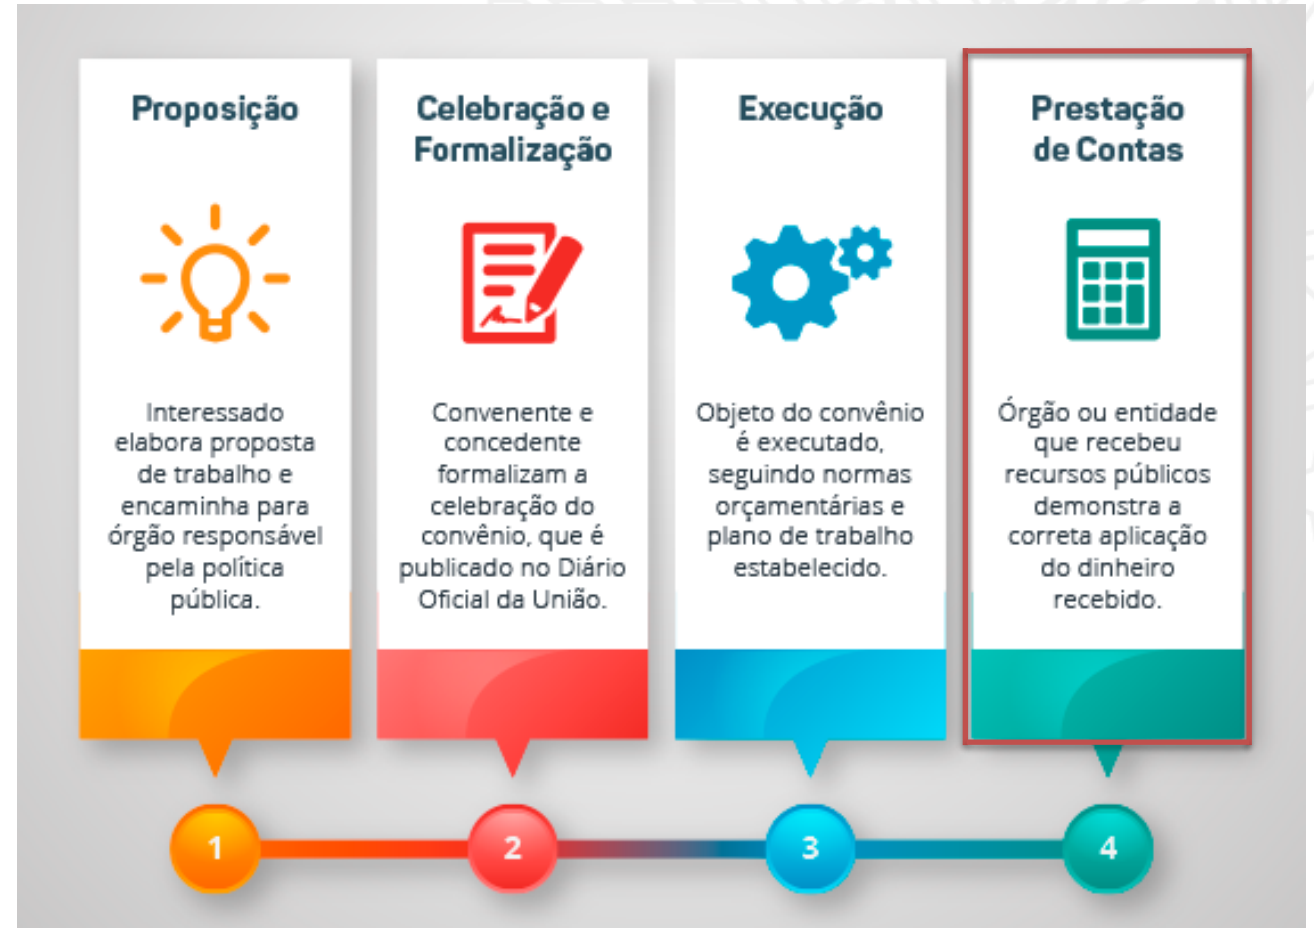 Proposição
Interessado
elabora proposta
de trabalho e
encaminha para
órgão responsável
pela política
pública.
Celebração e
Formalização
Convenente e
concedente
formalizam a
celebração do
convênio, que é
publicado no Diário
Oficial da União.
Execução
Objeto do convênio
é executado,
seguindo normas
orçamentárias e
plano de trabalho
estabelecido.
Prestação
de Contas
Órgão ou entidade
que recebeu
recursos públicos
demonstra a
correta aplicação
do dinheiro
recebido.
1
2
3
4